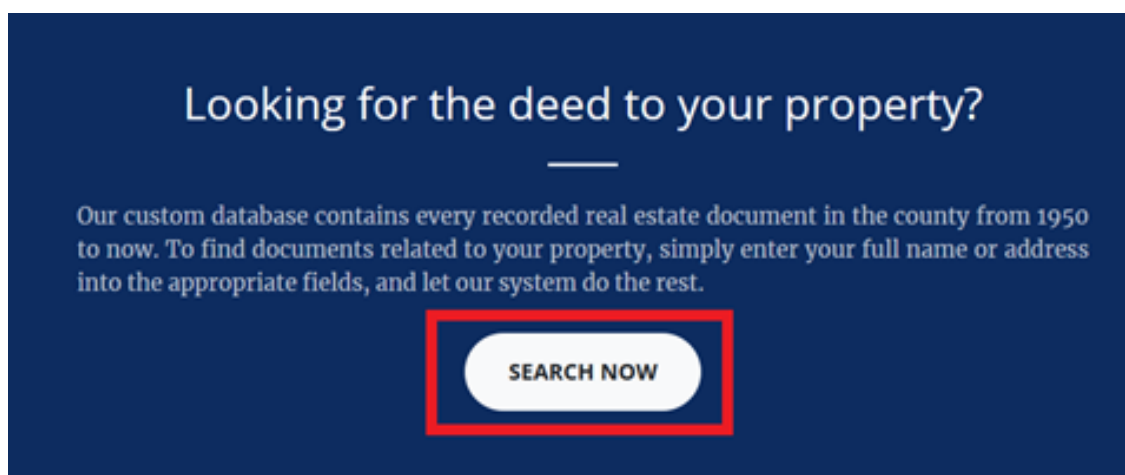 Looking for the deed to your property?
Our custom database contains every recorded real estate document in the county from 1950
to now. To find documents related to your property, simply enter your full name or address
into the appropriate fields, and let our system do the rest.
SEARCH NOW